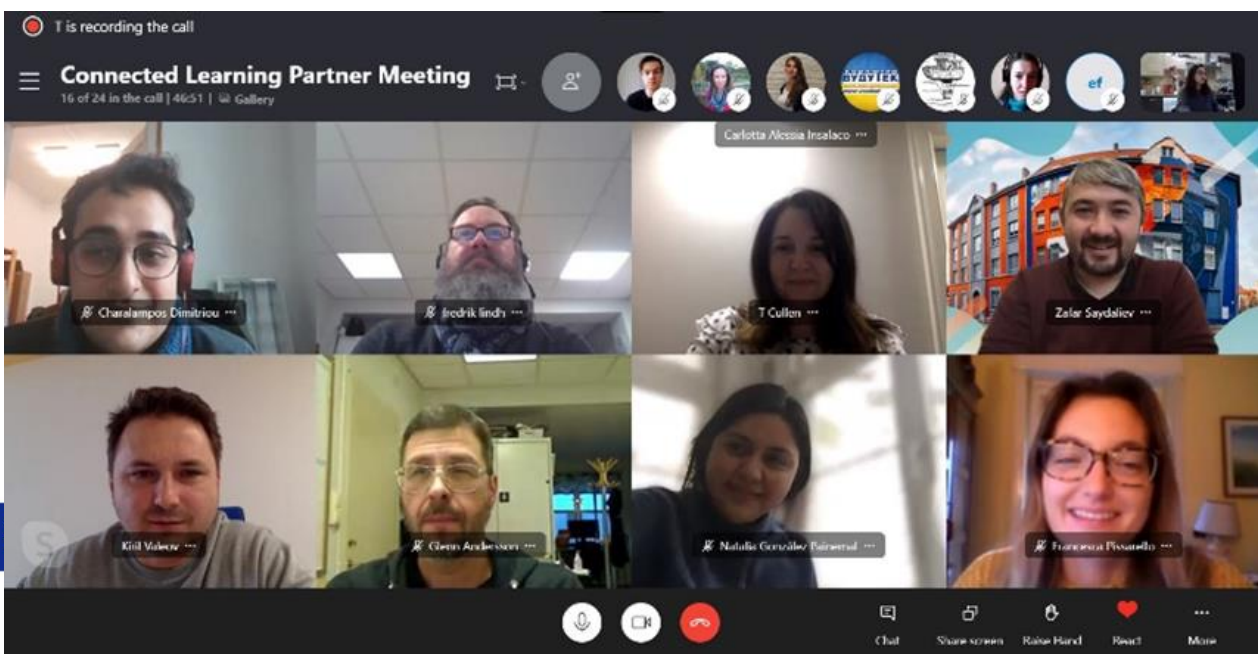 T is recording the call
Connected Learning Partner Meeting
16 of 24 in the call | 46:51 | Gallery
ef
Carlotta Alessia Insalaco
Charalampos Dimitriou
fredrik lindh
T Cullen
Zafar Saydaliev
Kiril Valeov
Glenn Andersson
Natalia González
Francesca Pissarello
S
Chat
Share screen
Raise Hand
React
More